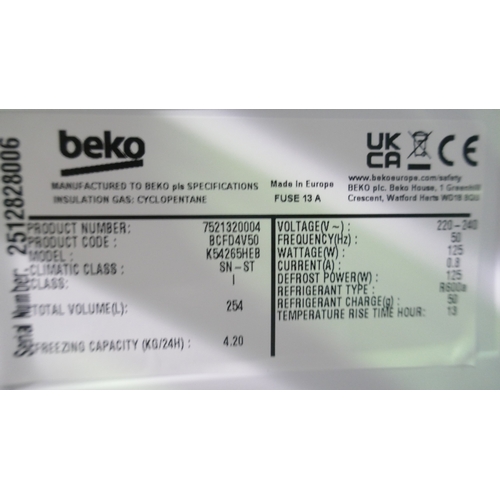 beko
UK CA CE
MANUFACTURED TO BEKO pls SPECIFICATIONS
INSULATION GAS: CYCLOPENTANE
Made in Europe
FUSE 13 A
www.bekoeurope.com/safety
BEKO plc, Beko House, 1 Greenhill
Crescent, Watford Herts WD18 8QU
Serial Number: 2512828006
PRODUCT NUMBER: 7521320004
PRODUCT CODE : BCFD4V50
MODEL : K54265HEB
CLIMATIC CLASS : SN-ST
CLASS: I
TOTAL VOLUME(L): 254
FREEZING CAPACITY (KG/24H) : 4.20
VOLTAGE(V ~) : 220-240
FREQUENCY(Hz) : 50
WATTAGE(W) : 125
CURRENT(A) : 0.8
DEFROST POWER(W) : 125
REFRIGERANT TYPE : R600a
REFRIGERANT CHARGE(g) : 50
TEMPERATURE RISE TIME HOUR: 13